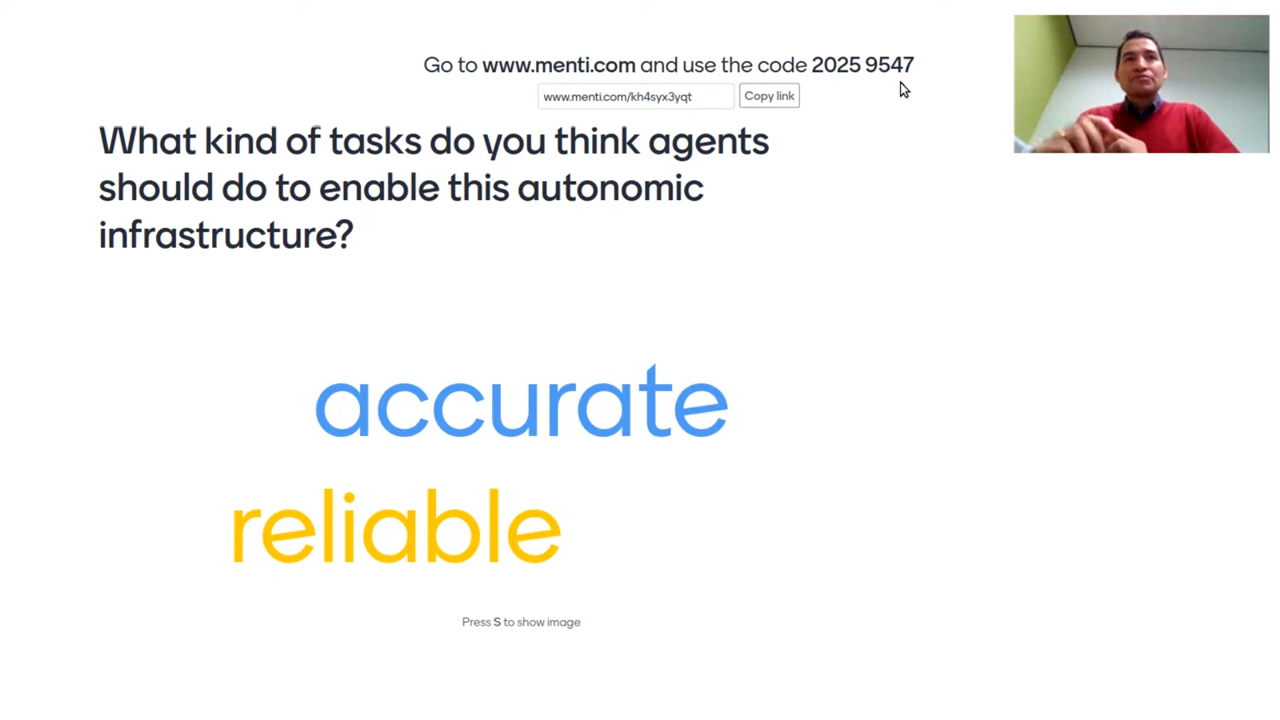 Go to www.menti.com and use the code 2025 9547
www.menti.com/kh4syx3yqt Copy link
What kind of tasks do you think agents
should do to enable this autonomic
infrastructure?
accurate
reliable
Press S to show image